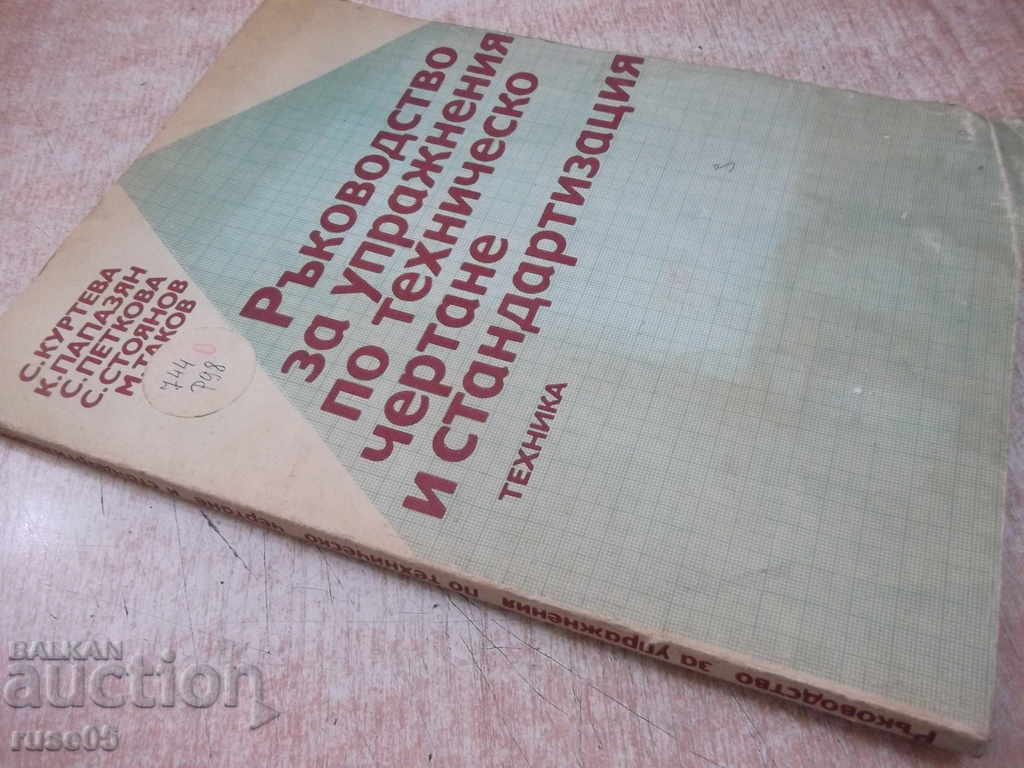 С. КУРТЕВА
К. ПАПАЗЯН
С. ПЕТКОВА
С. СТОЯНОВ
М. ТАКОВ
744
Р98
Ръководство
за упражнения
по техническо
чертане
и стандартизация
ТЕХНИКА
Ръководство за упражнения по техническо чертане и
BALKAN
auction
ruse05